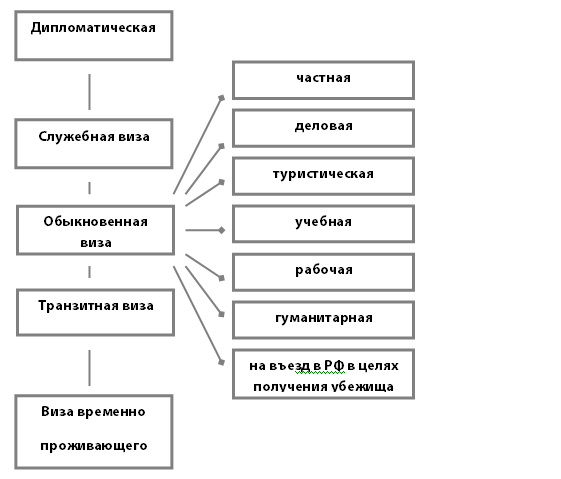 Дипломатическая
Служебная виза
Обыкновенная
виза
Транзитная виза
Виза временно
проживающего
частная
деловая
туристическая
учебная
рабочая
гуманитарная
на въезд в РФ в целях
получения убежища